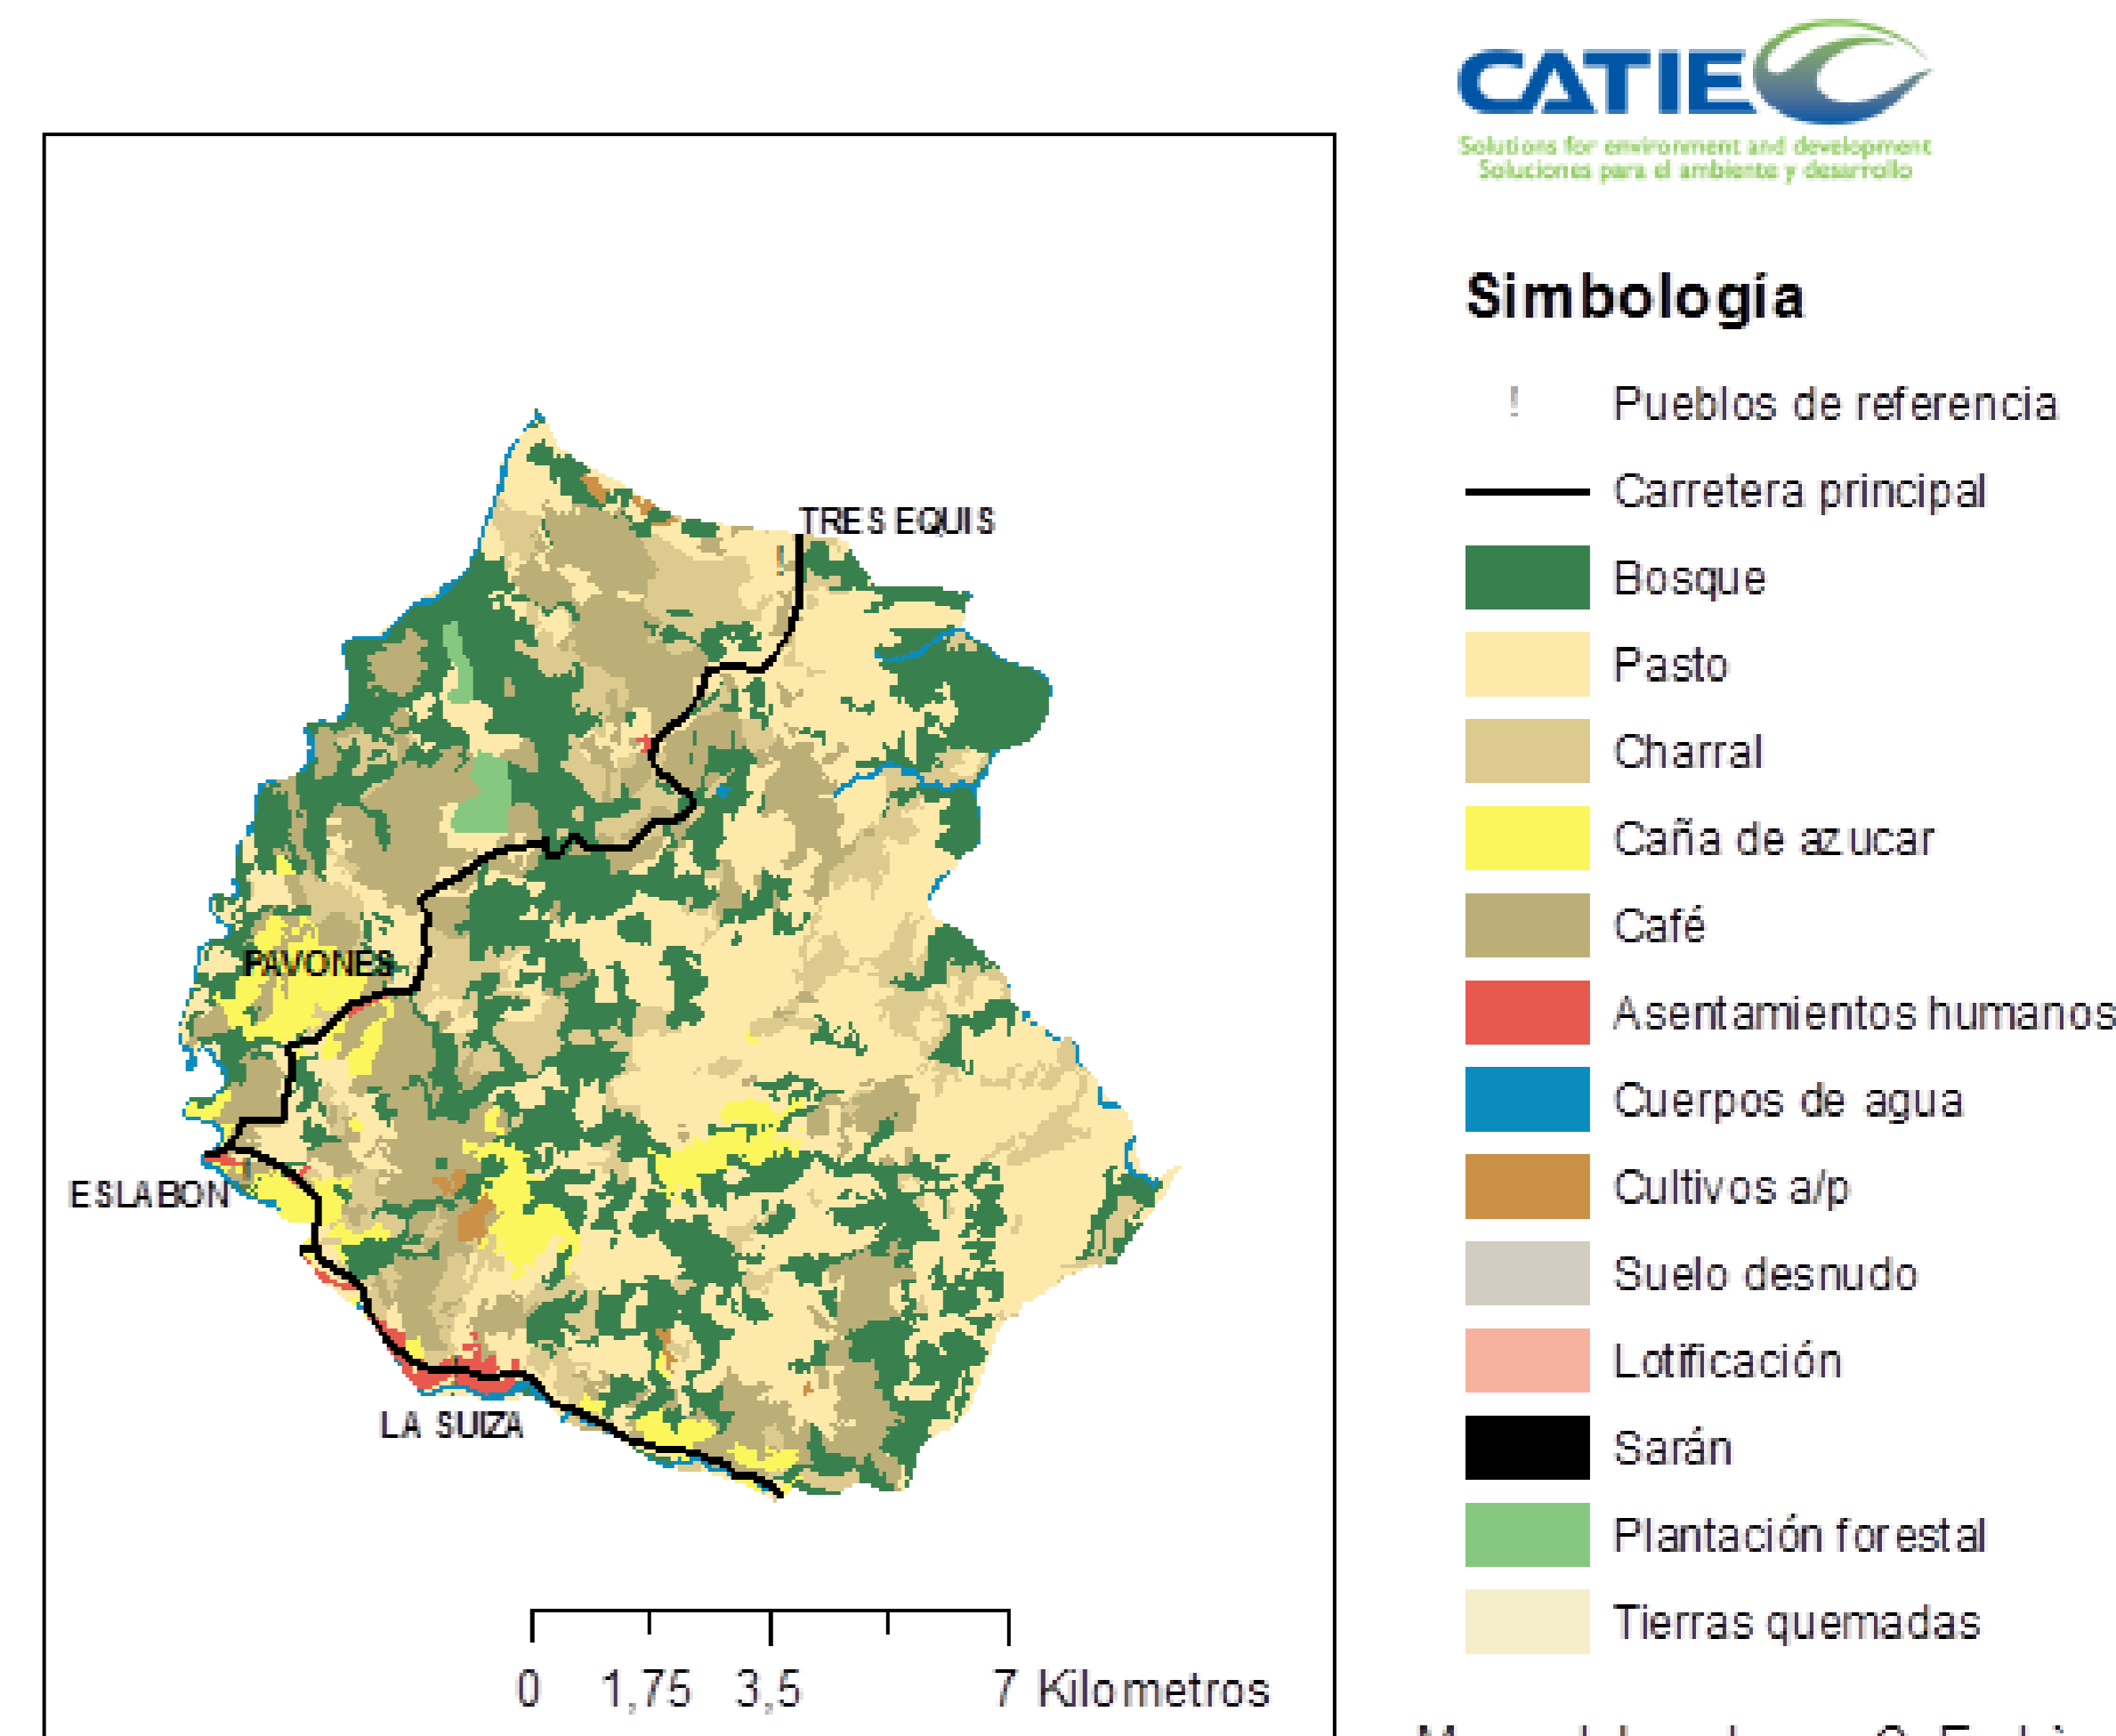 CATIE
Solutions for environment and development
Soluciones para el ambiente y desarrollo
Simbología
! Pueblos de referencia
Carretera principal
Bosque
Pasto
Charral
Caña de azucar
Café
Asentamientos humanos
Cuerpos de agua
Cultivos a/p
Suelo desnudo
Lotificación
Sarán
Plantación forestal
Tierras quemadas
TRES EQUIS
PAVONES
ESLABON
LA SUIZA
0 1,75 3,5 7 Kilometros